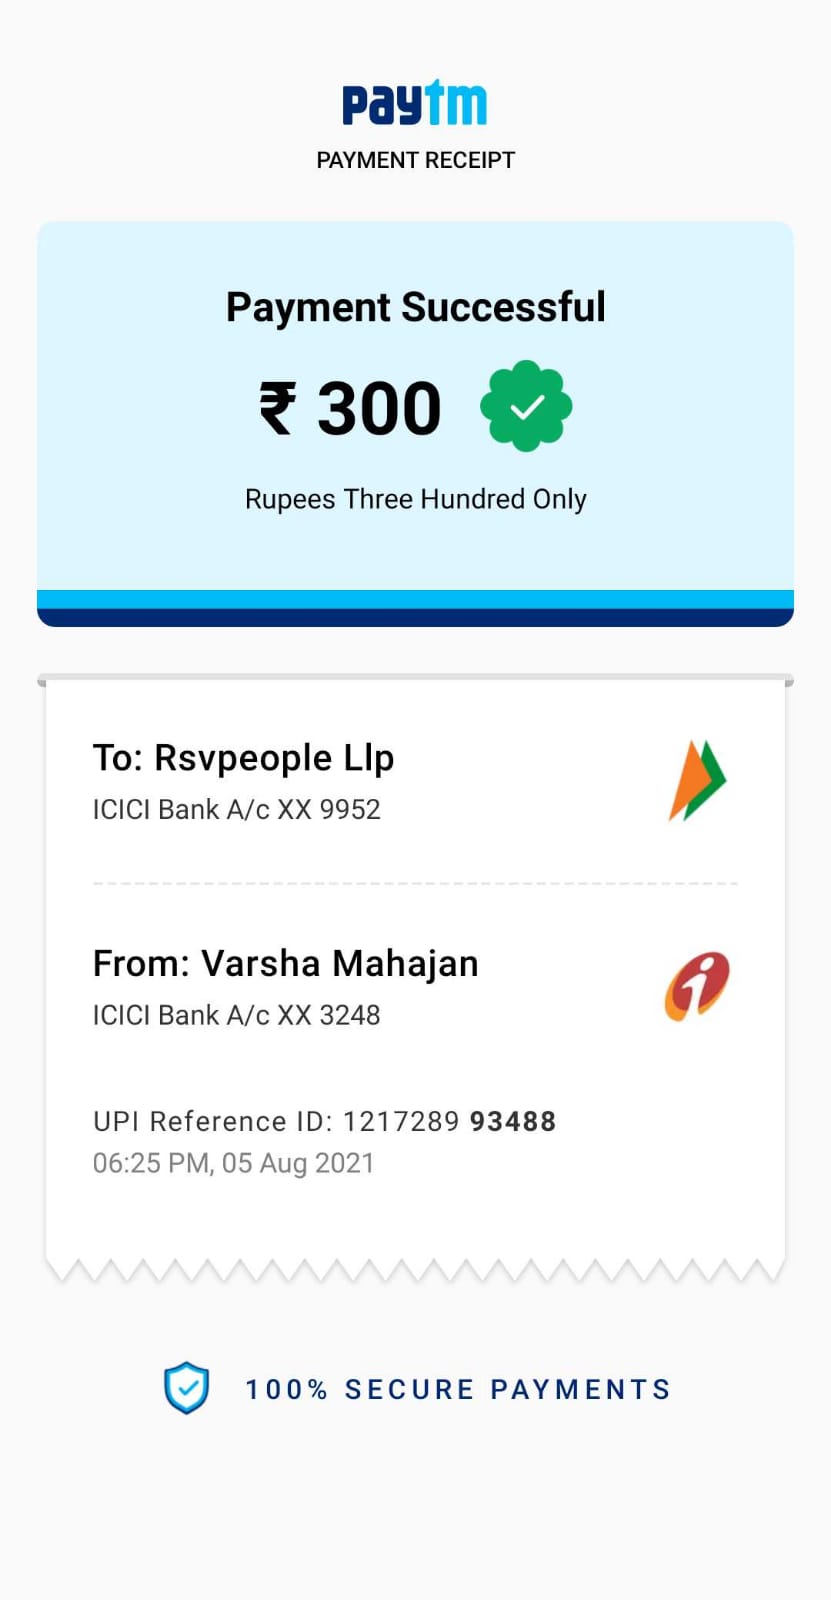 paytm
PAYMENT RECEIPT
Payment Successful
₹ 300
Rupees Three Hundred Only
To: Rsvpeople Llp
ICICI Bank A/c XX 9952
From: Varsha Mahajan
ICICI Bank A/c XX 3248
UPI Reference ID: 1217289 93488
06:25 PM, 05 Aug 2021
100% SECURE PAYMENTS